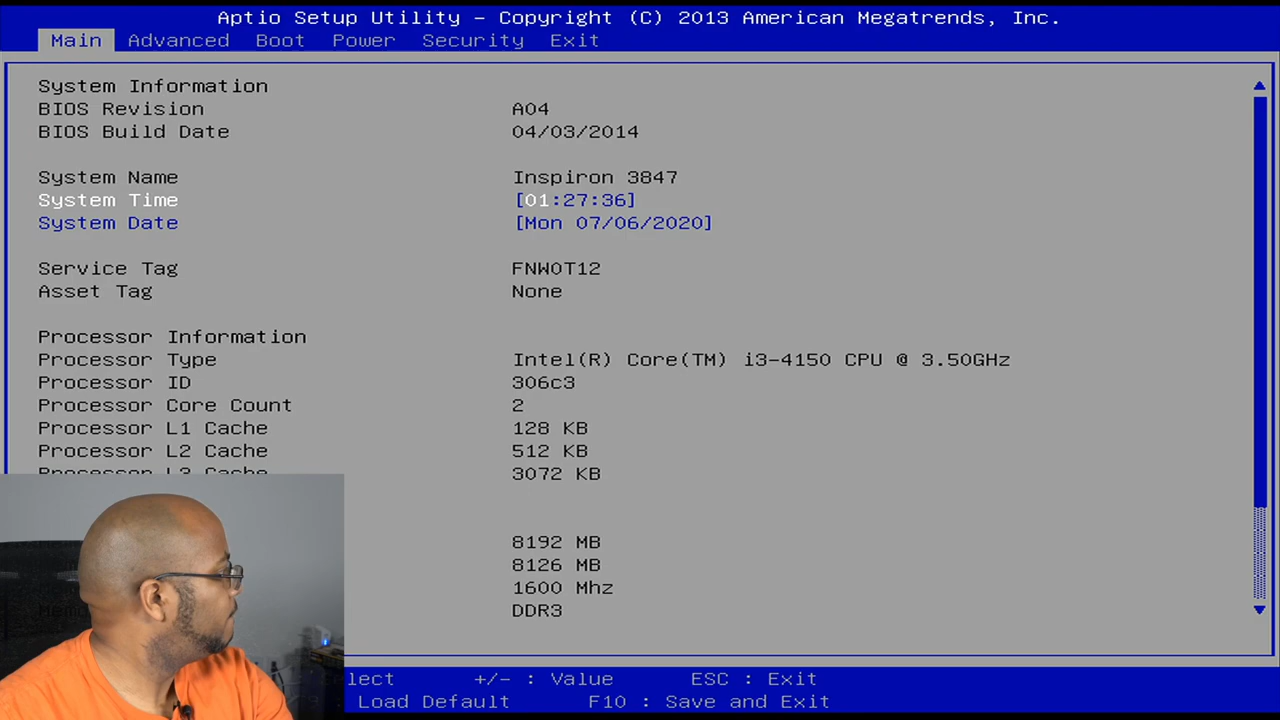 Aptio Setup Utility - Copyright (C) 2013 American Megatrends, Inc.
Main Advanced Boot Power Security Exit
System Information
BIOS Revision A04
BIOS Build Date 04/03/2014
System Name Inspiron 3847
System Time [01:27:36]
System Date [Mon 07/06/2020]
Service Tag FNW0T12
Asset Tag None
Processor Information
Processor Type Intel(R) Core(TM) i3-4150 CPU @ 3.50GHz
Processor ID 306c3
Processor Core Count 2
Processor L1 Cache 128 KB
Processor L2 Cache 512 KB
Processor L3 Cache 3072 KB
8192 MB
8126 MB
1600 Mhz
DDR3
+/- : Value ESC : Exit
: Load Default F10 : Save and Exit